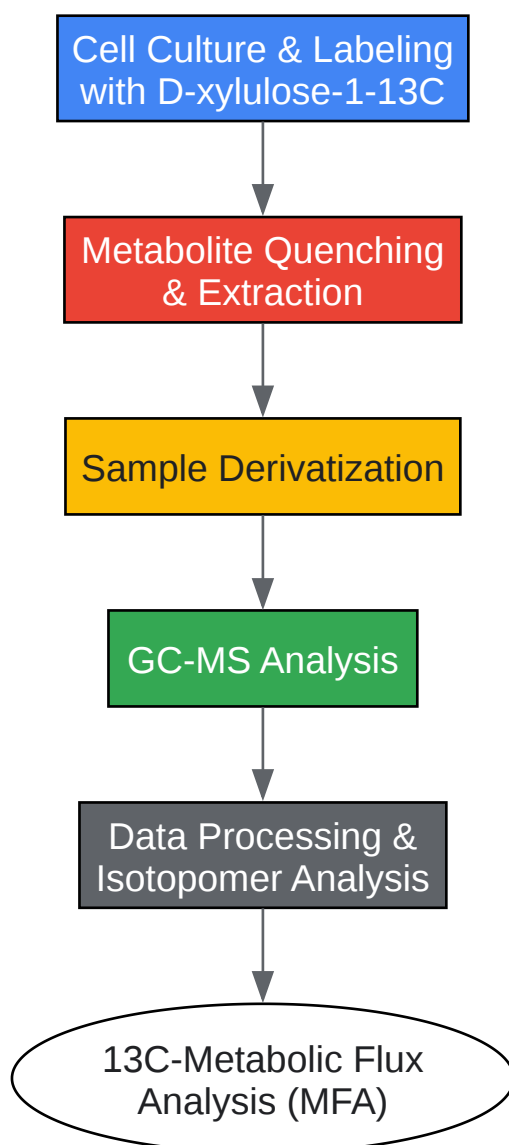 Cell Culture & Labeling
with D-xylulose-1-13C
Metabolite Quenching
& Extraction
Sample Derivatization
GC-MS Analysis
Data Processing &
Isotopomer Analysis
13C-Metabolic Flux
Analysis (MFA)